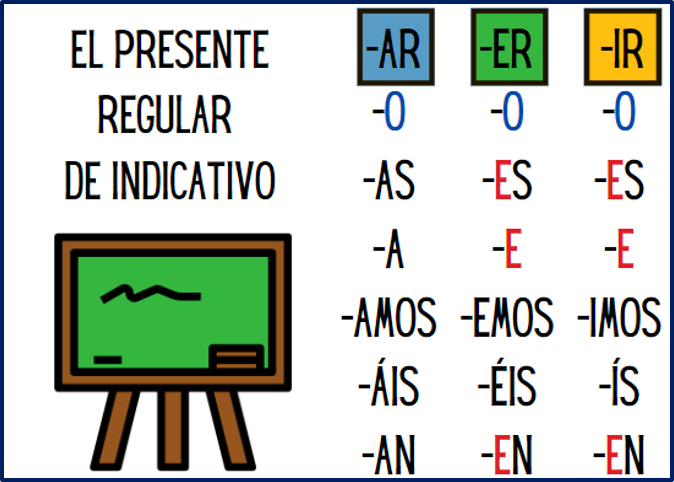 EL PRESENTE
REGULAR
DE INDICATIVO
-AR -ER -IR
-O -O -O
-AS -ES -ES
-A -E -E
-AMOS -EMOS -IMOS
-ÁIS -ÉIS -ÍS
-AN -EN -EN